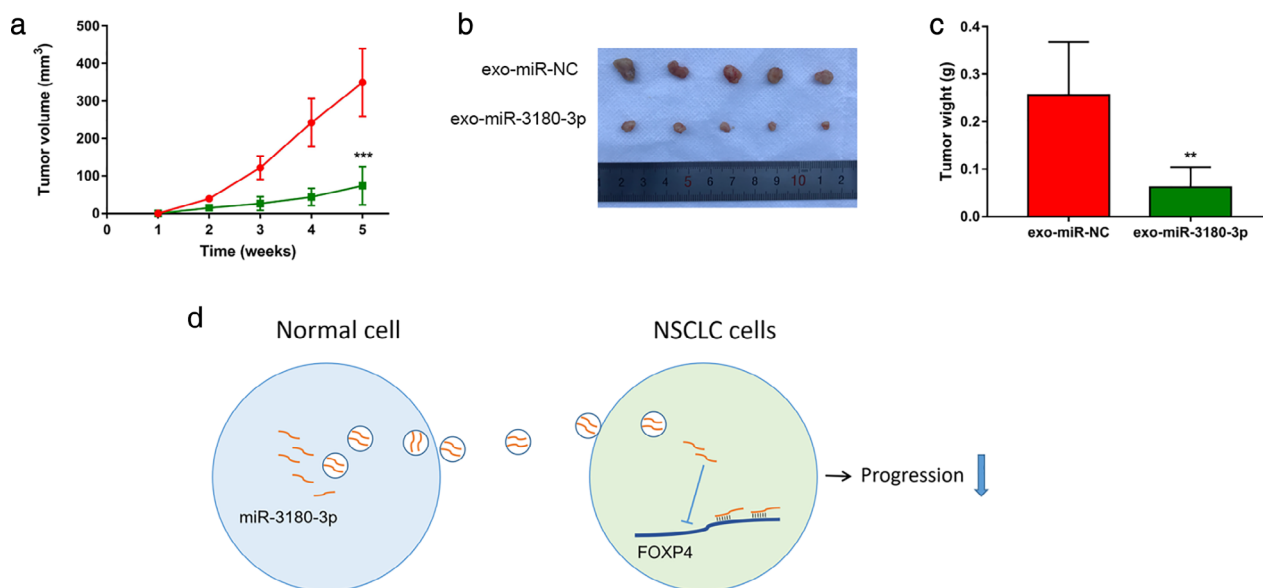 a
Tumor volume (mm³)
500
400
300
200
100
0
***
0 1 2 3 4 5
Time (weeks)
b
exo-miR-NC
exo-miR-3180-3p
2 3 4 5 6 7 8 9 10 1 2
c
Tumor wight (g)
0.4
0.3
0.2
0.1
0.0
**
exo-miR-NC exo-miR-3180-3p
d
Normal cell
NSCLC cells
miR-3180-3p
FOXP4
Progression